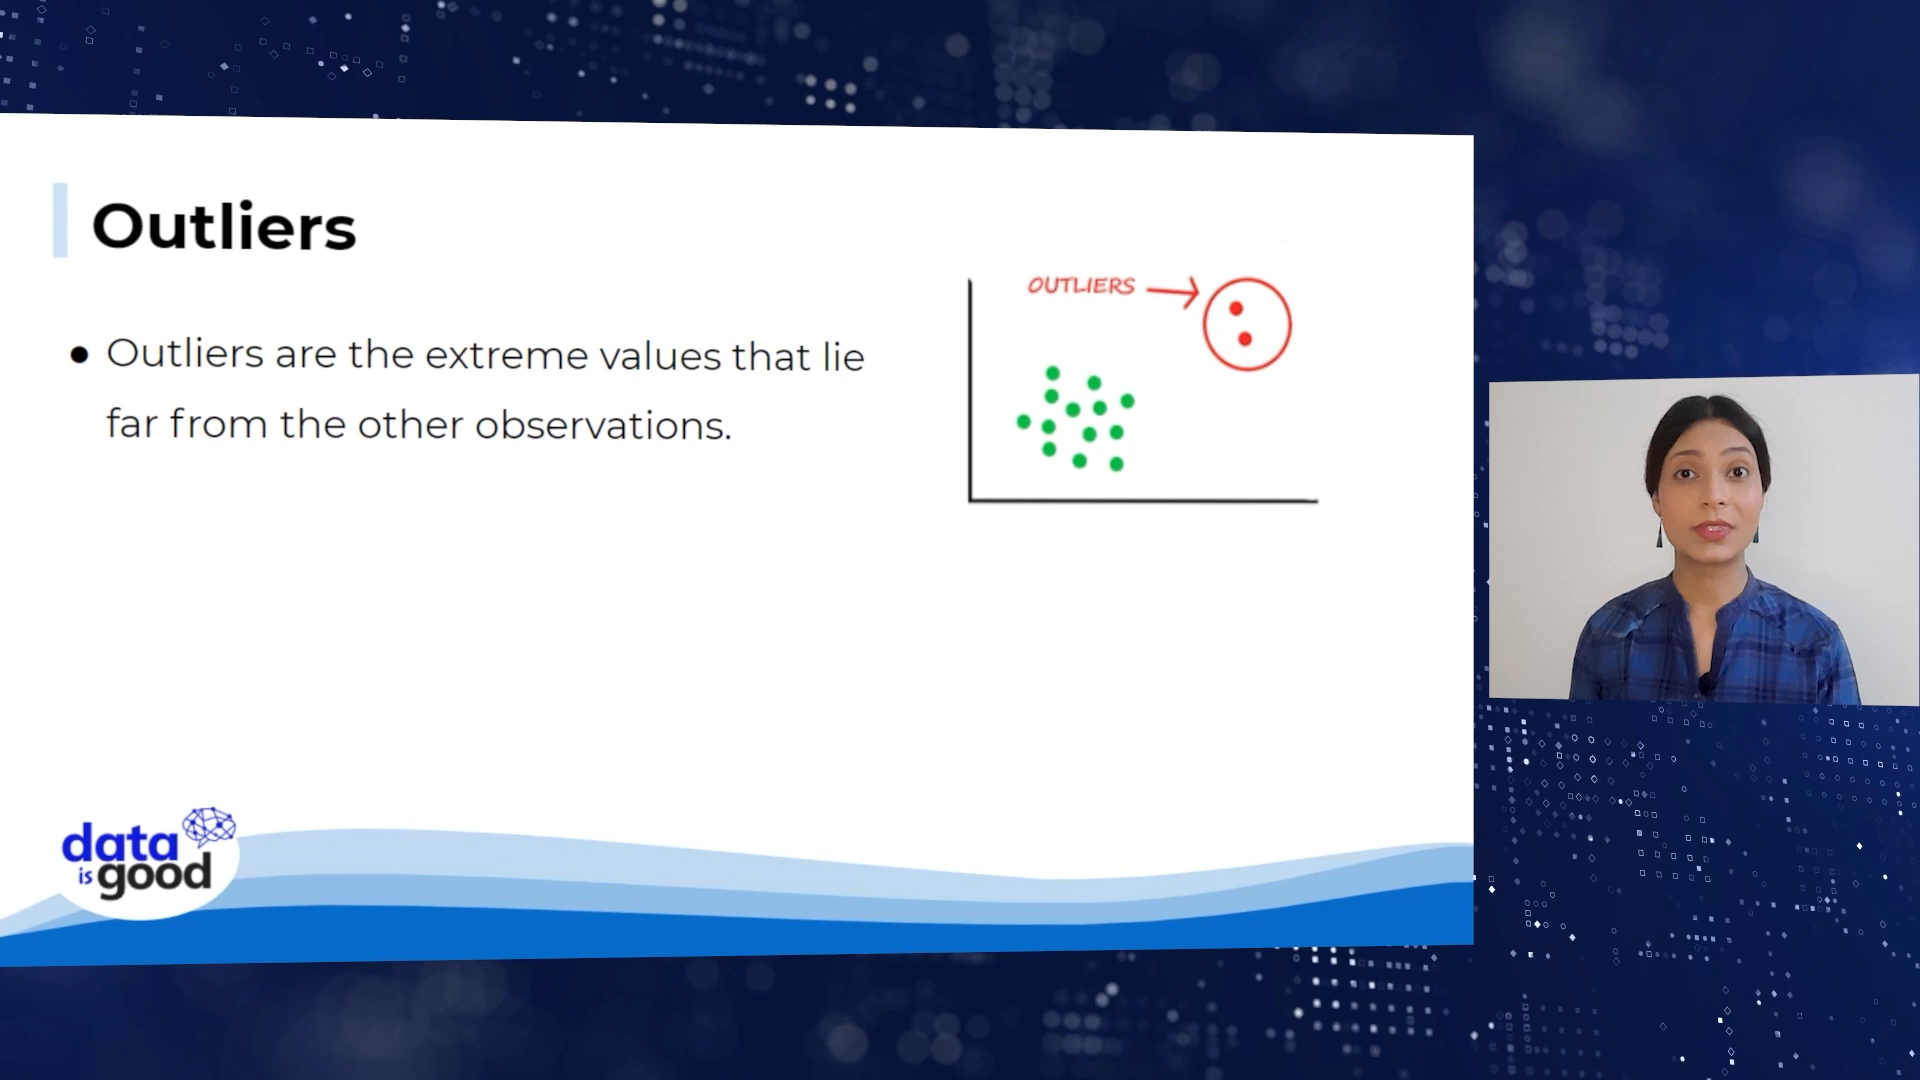 Outliers
● Outliers are the extreme values that lie
far from the other observations.
OUTLIERS
data
is good